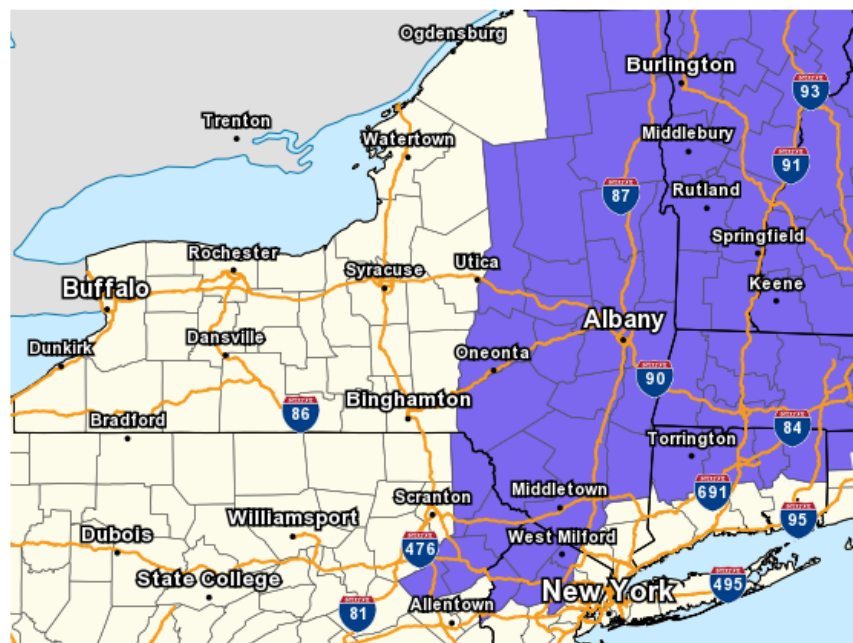 Ogdensburg
Burlington
93
Trenton
Watertown
Middlebury
91
87
Rutland
Springfield
Rochester
Utica
Syracuse
Buffalo
Keene
Albany
Dansville
Dunkirk
Oneonta
90
Binghamton
86
Bradford
84
Torrington
Scranton
Middletown
691
Williamsport
95
Dubois
476
West Milford
State College
New York
495
81
Allentown